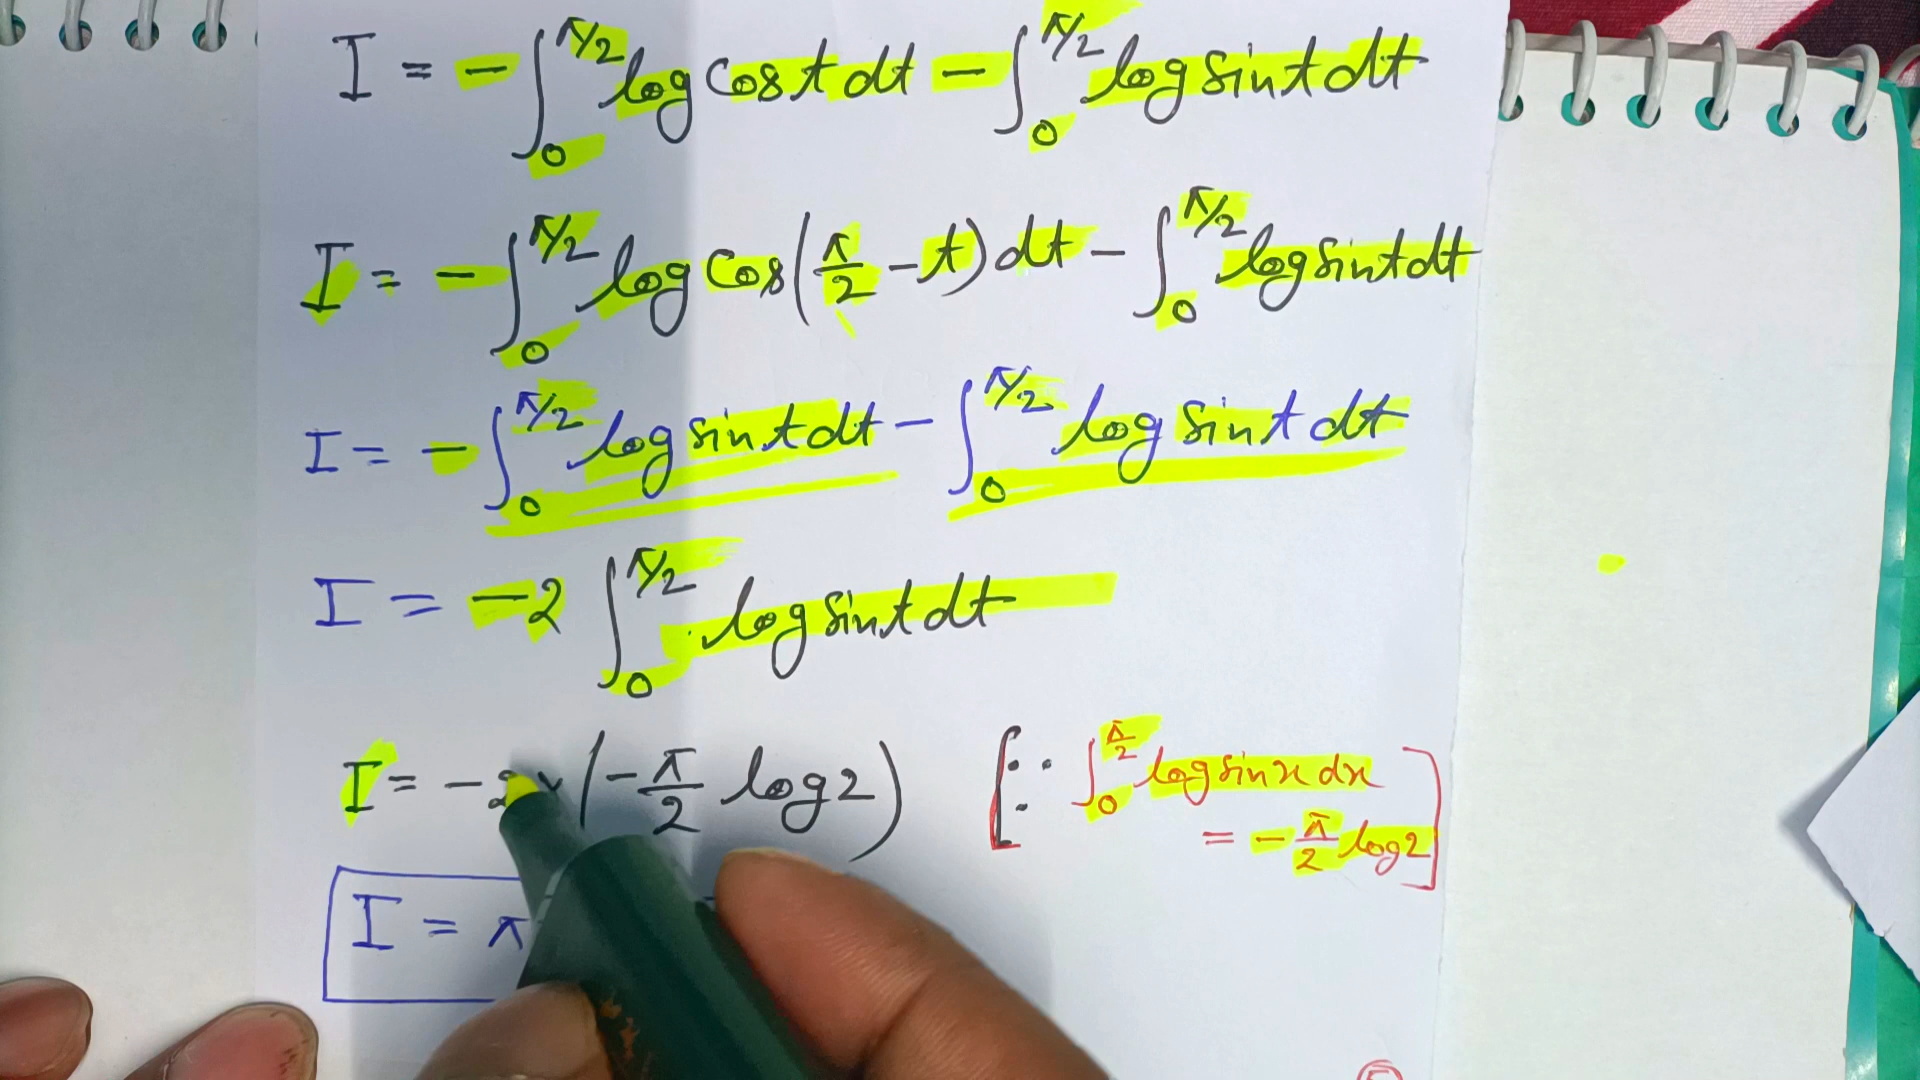 I = - ∫₀^{π/2} log cos t dt - ∫₀^{π/2} log sin t dt
I = - ∫₀^{π/2} log cos(π/2 - t) dt - ∫₀^{π/2} log sin t dt
I = - ∫₀^{π/2} log sin t dt - ∫₀^{π/2} log sin t dt
I = -2 ∫₀^{π/2} log sin t dt
I = -2× (-π/2 log 2) [∵ ∫₀^{π/2} log sin x dx
= -π/2 log 2]
I = π